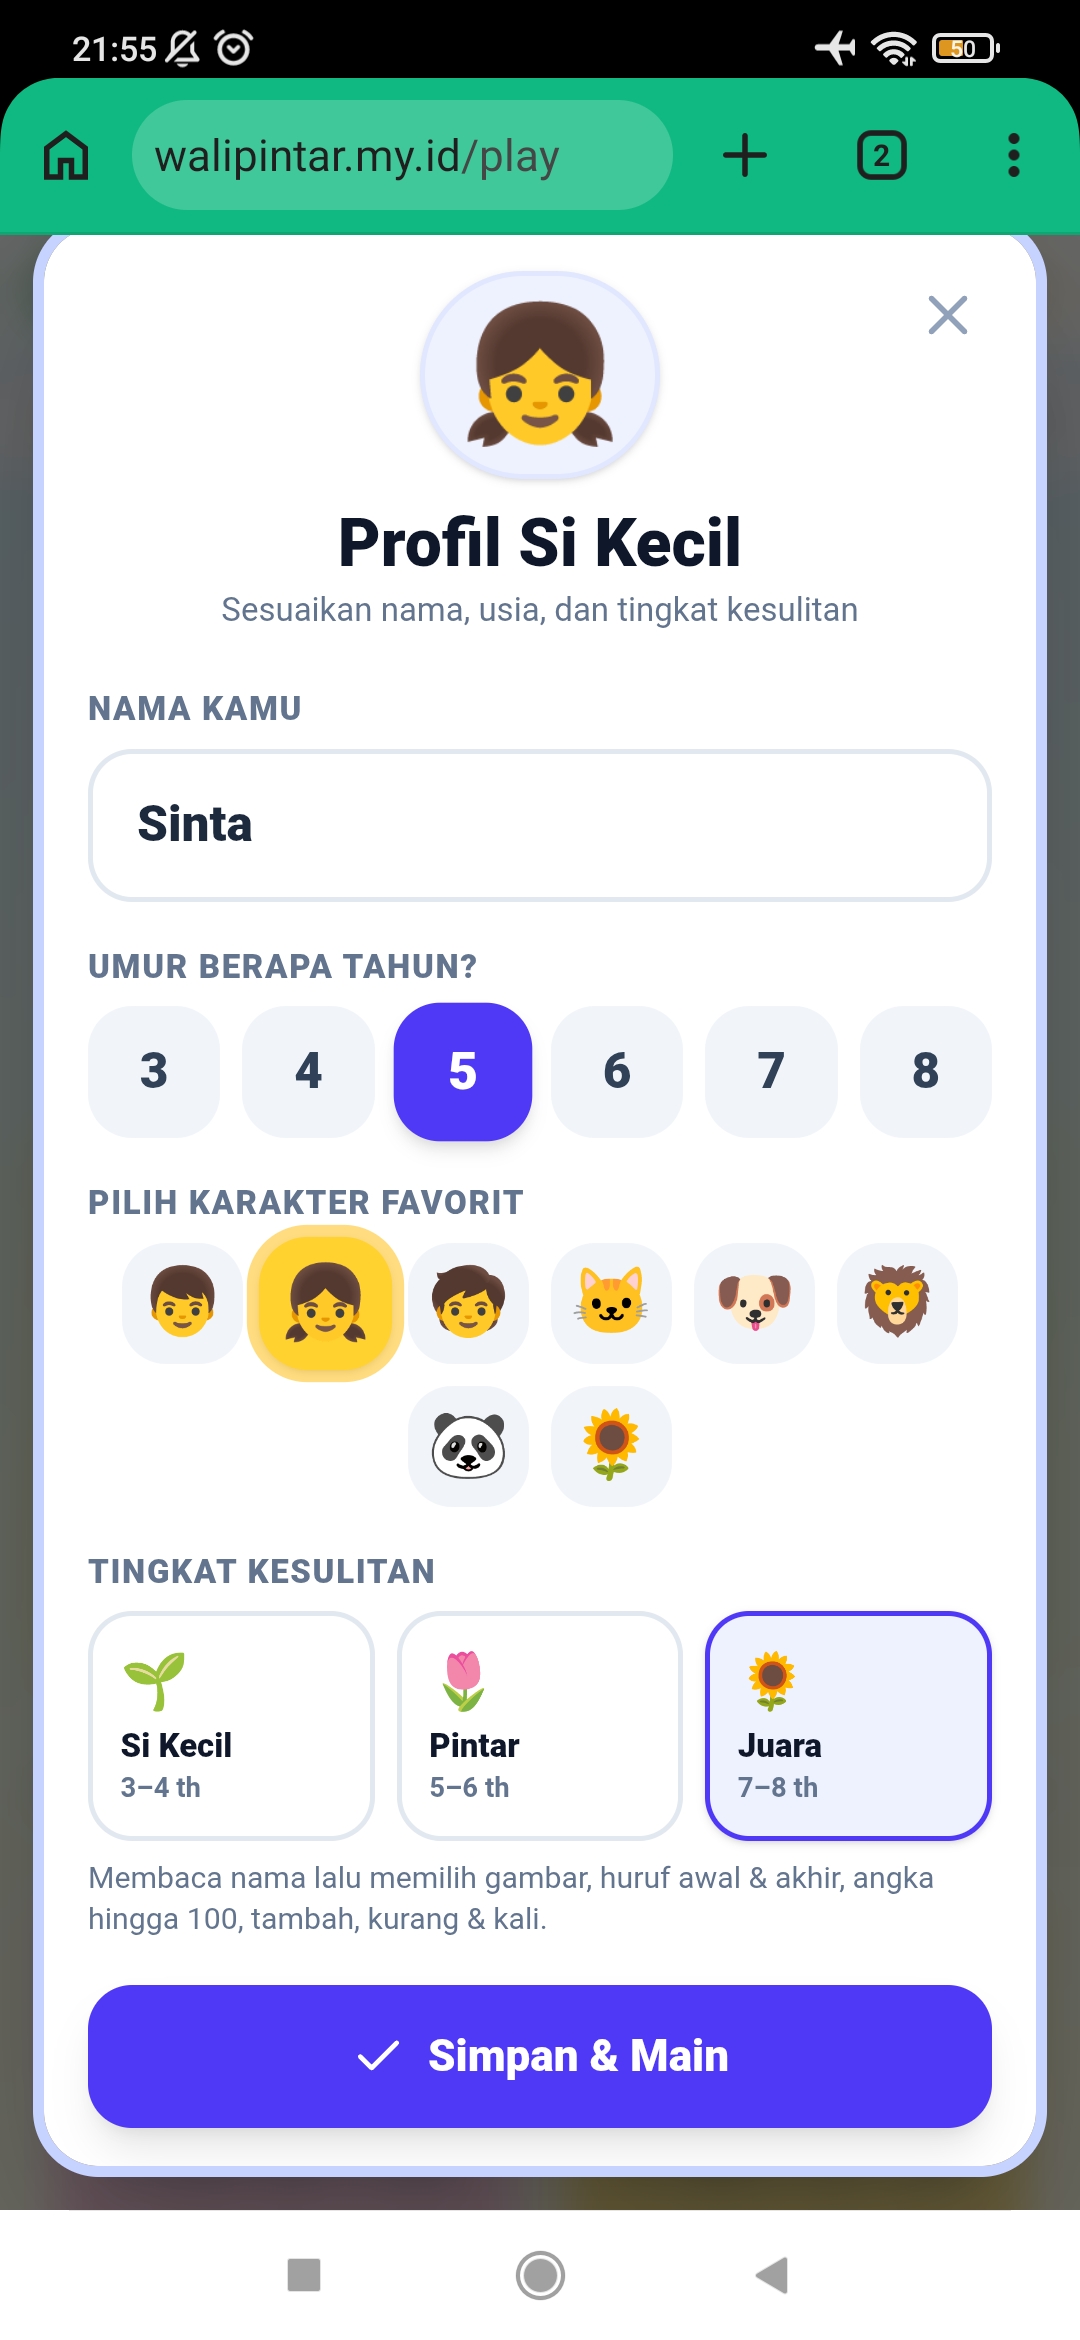 21:55
50
walipintar.my.id/play
2
Profil Si Kecil
Sesuaikan nama, usia, dan tingkat kesulitan
NAMA KAMU
Sinta
UMUR BERAPA TAHUN?
3 4 5 6 7 8
PILIH KARAKTER FAVORIT
TINGKAT KESULITAN
Si Kecil
3–4 th
Pintar
5–6 th
Juara
7–8 th
Membaca nama lalu memilih gambar, huruf awal & akhir, angka
hingga 100, tambah, kurang & kali.
Simpan & Main